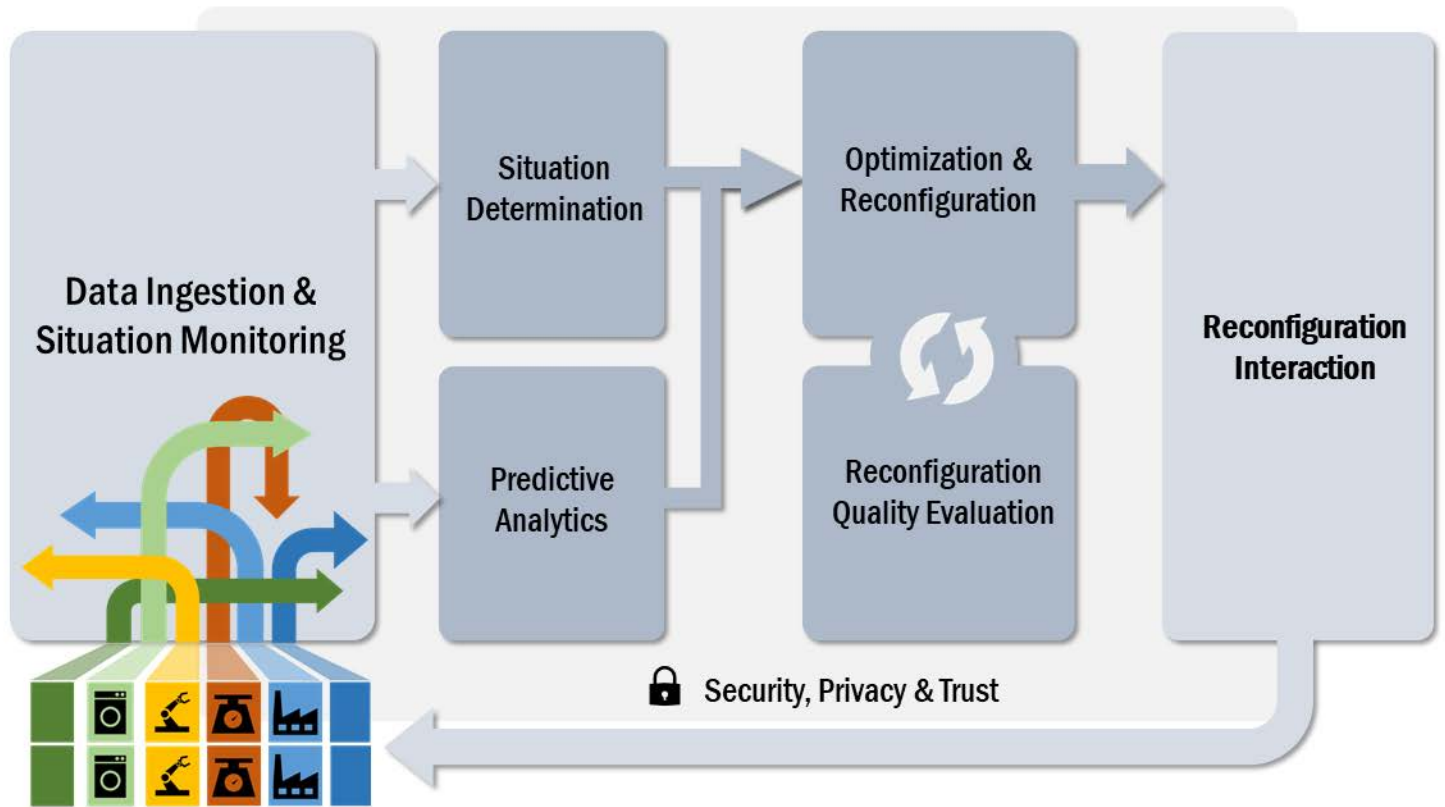 Data Ingestion &
Situation Monitoring
Situation
Determination
Predictive
Analytics
Optimization &
Reconfiguration
Reconfiguration
Quality Evaluation
Reconfiguration
Interaction
Security, Privacy & Trust